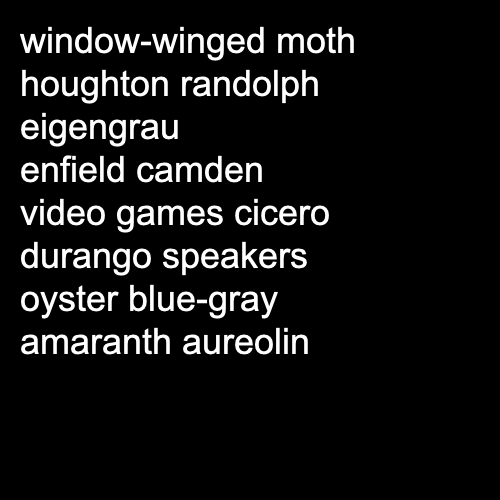 window-winged moth
houghton randolph
eigengrau
enfield camden
video games cicero
durango speakers
oyster blue-gray
amaranth aureolin